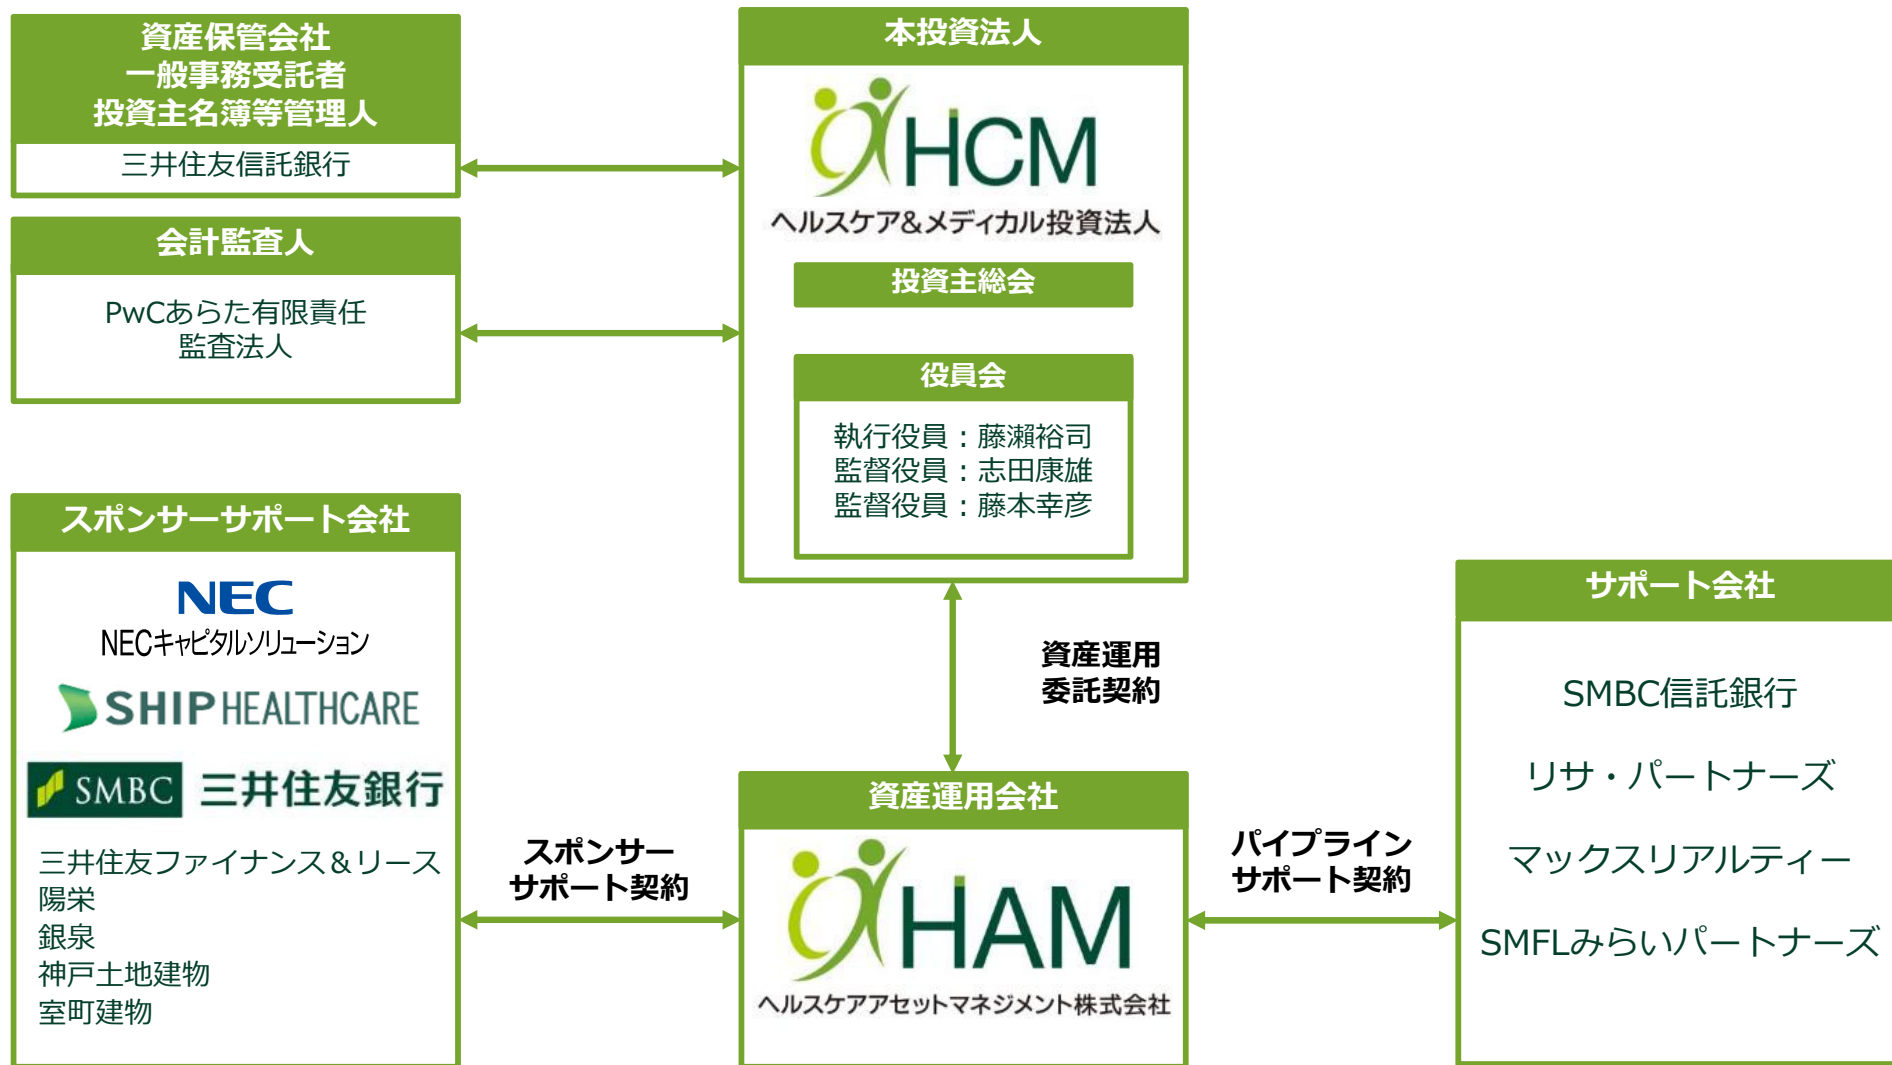 資産保管会社
一般事務受託者
投資主名簿等管理人
三井住友信託銀行
会計監査人
PwCあらた有限責任
監査法人
本投資法人
HCM
ヘルスケア&メディカル投資法人
投資主総会
役員会
執行役員：藤瀬裕司
監督役員：志田康雄
監督役員：藤本幸彦
スポンサーサポート会社
NEC
NECキャピタルソリューション
SHIP HEALTHCARE
SMBC 三井住友銀行
三井住友ファイナンス＆リース
陽栄
銀泉
神戸土地建物
室町建物
スポンサー
サポート契約
資産運用
委託契約
資産運用会社
HAM
ヘルスケアアセットマネジメント株式会社
パイプライン
サポート契約
サポート会社
SMBC信託銀行
リサ・パートナーズ
マックスリアルティー
SMFLみらいパートナーズ